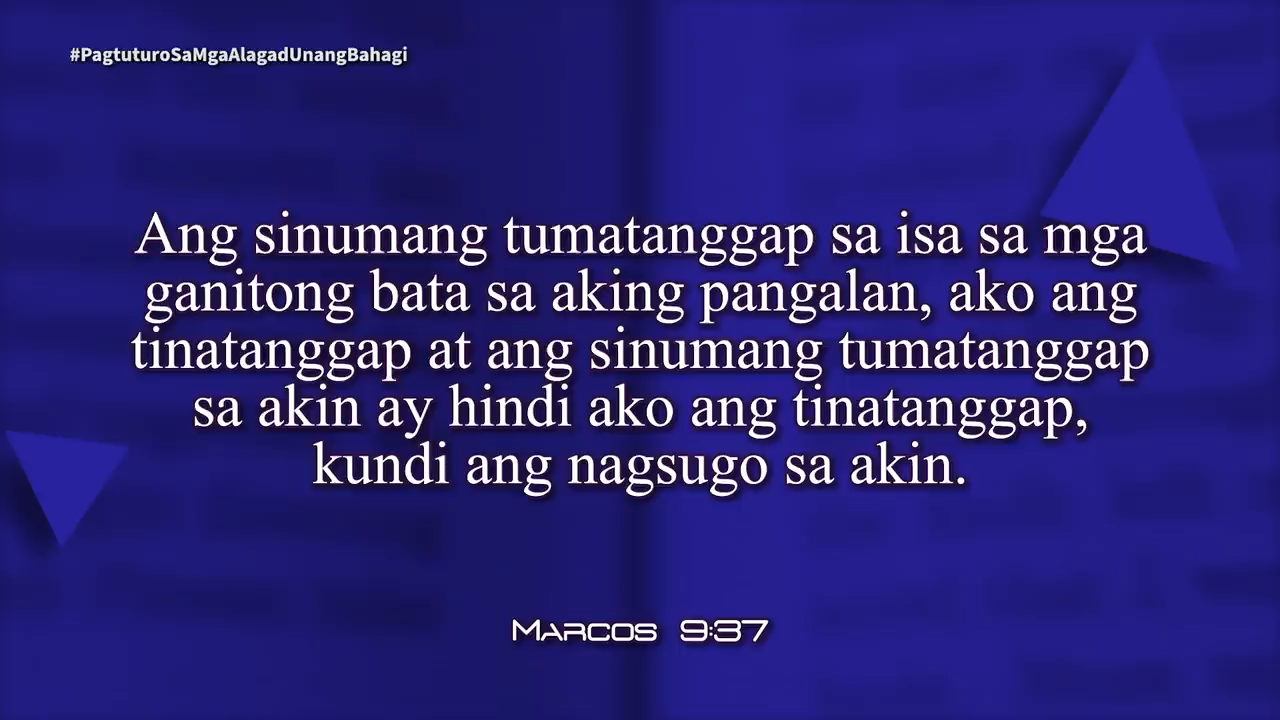 #PagtuturoSaMgaAlagadUnangBahagi
Ang sinumang tumatanggap sa isa sa mga
ganitong bata sa aking pangalan, ako ang
tinatanggap at ang sinumang tumatanggap
sa akin ay hindi ako ang tinatanggap,
kundi ang nagsugo sa akin.
Marcos 9:37